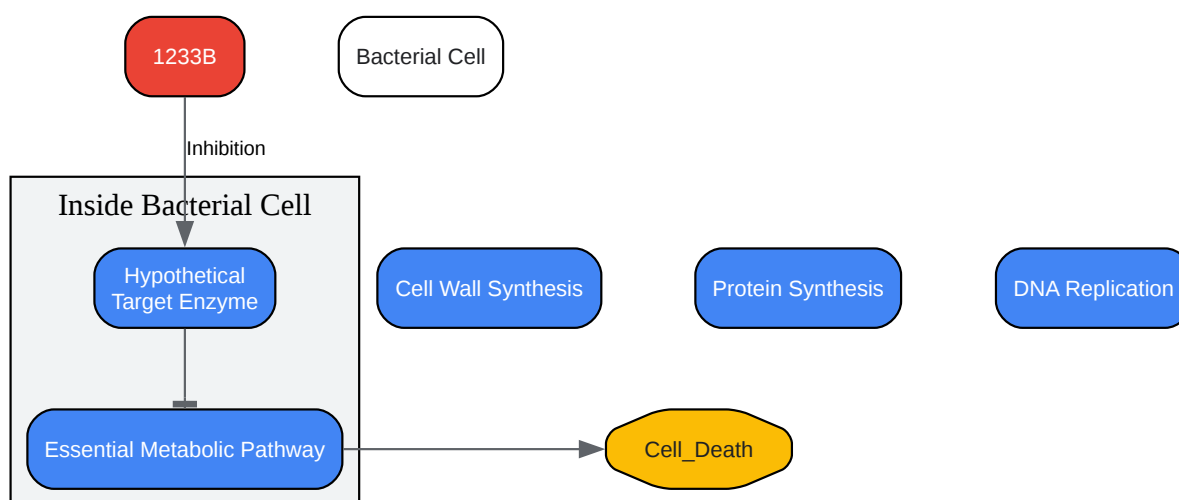 1233B
Bacterial Cell
Inhibition
Inside Bacterial Cell
Hypothetical
Target Enzyme
Cell Wall Synthesis
Protein Synthesis
DNA Replication
Essential Metabolic Pathway
Cell_Death